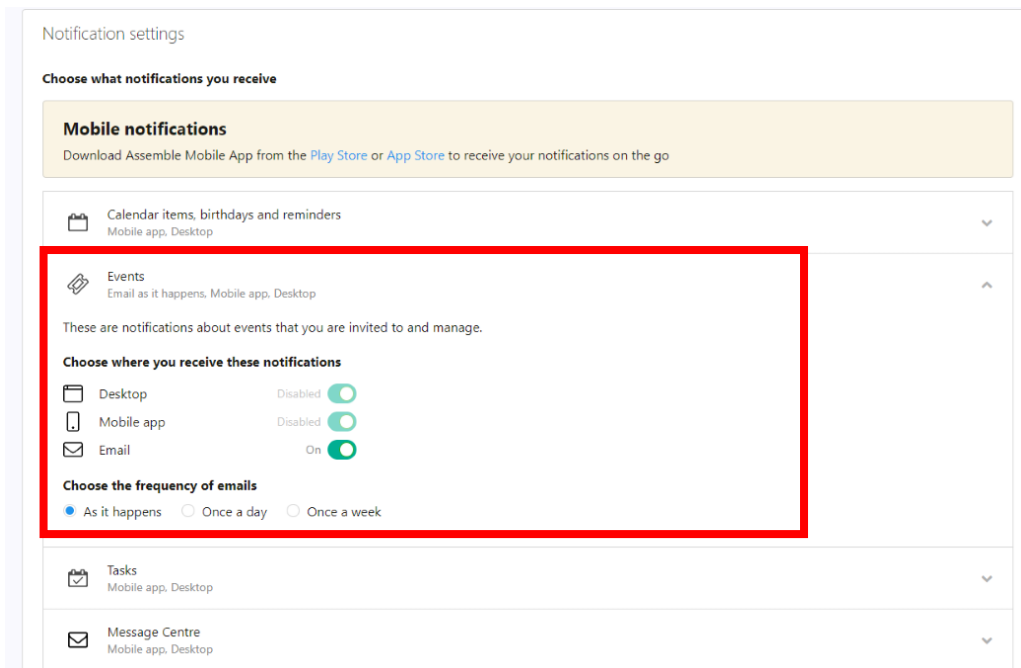 Notification settings
Choose what notifications you receive
Mobile notifications
Download Assemble Mobile App from the Play Store or App Store to receive your notifications on the go
Calendar items, birthdays and reminders
Mobile app, Desktop
Events
Email as it happens, Mobile app, Desktop
These are notifications about events that you are invited to and manage.
Choose where you receive these notifications
Desktop Disabled
Mobile app Disabled
Email On
Choose the frequency of emails
As it happens Once a day Once a week
Tasks
Mobile app, Desktop
Message Centre
Mobile app, Desktop